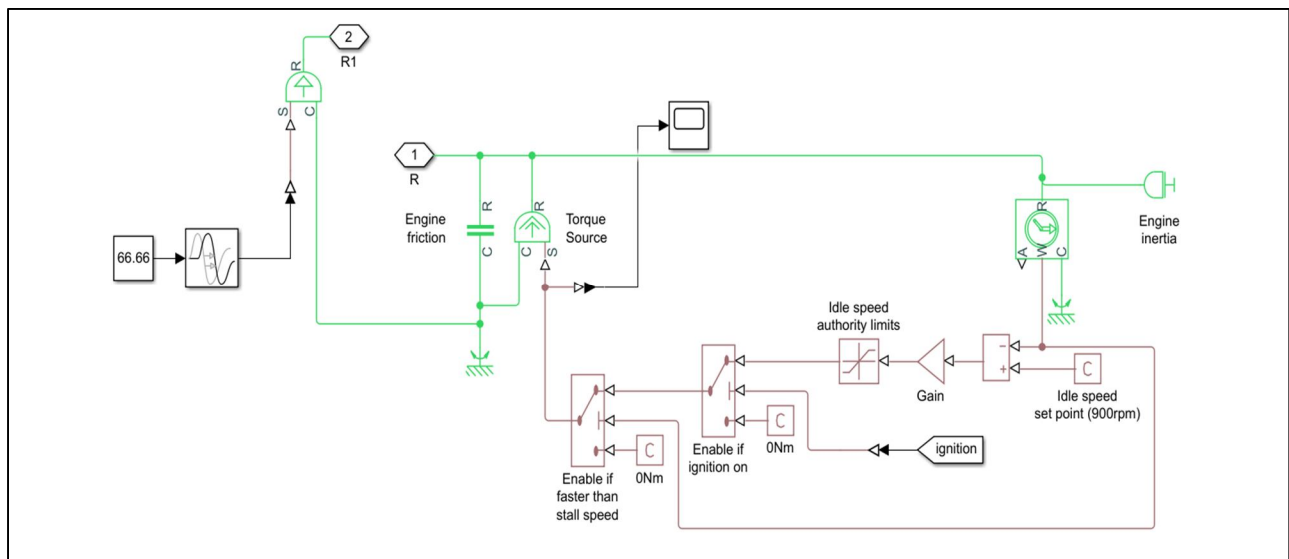 2
R1
R
S
C
1
R
Engine
friction
R
C
R
C
S
Torque
Source
66.66
R
A
W
C
Engine
inertia
Idle speed
authority limits
Gain
−
+
C
Idle speed
set point (900rpm)
C
0Nm
Enable if
ignition on
ignition
C
0Nm
Enable if
faster than
stall speed